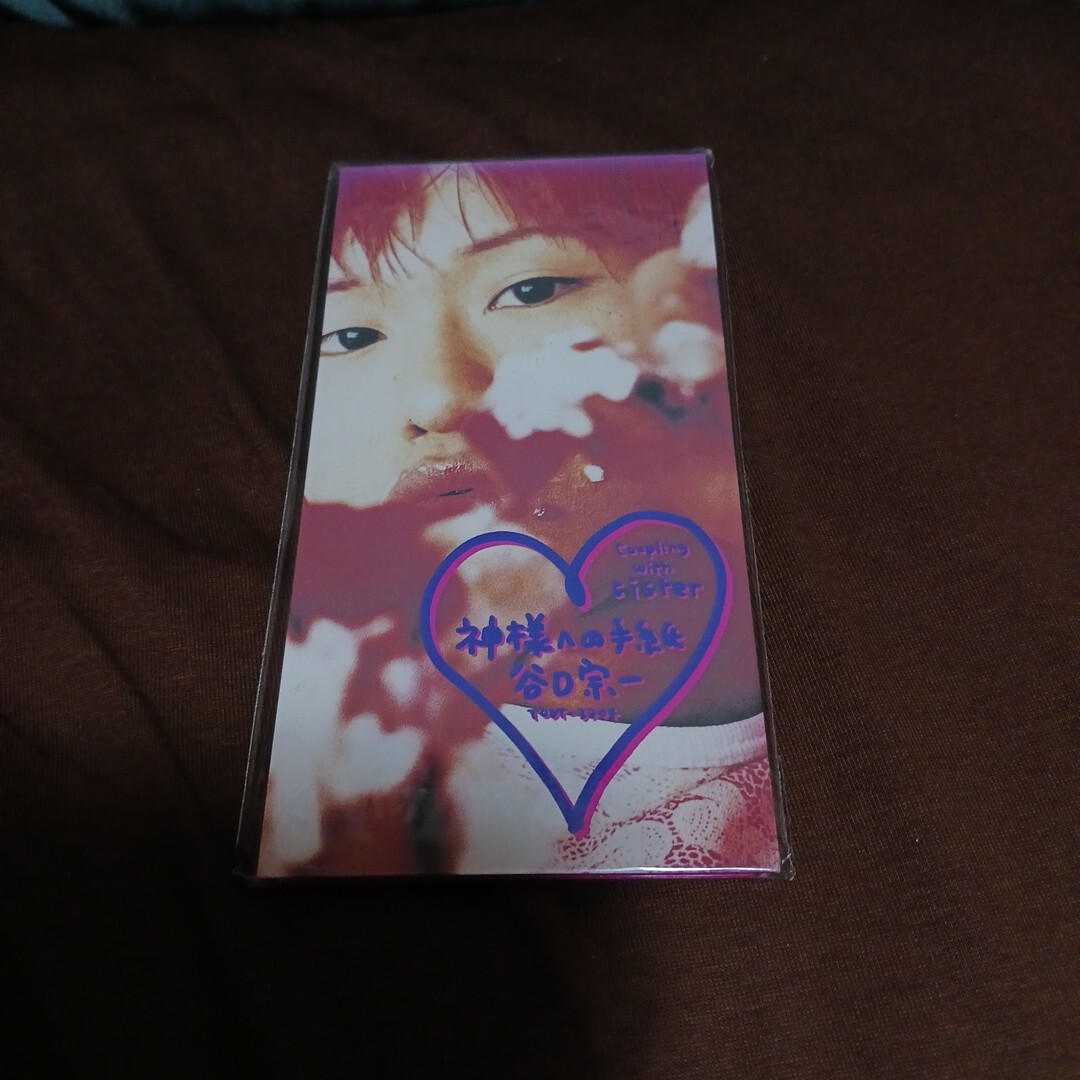 Coupling
with
sister
神様への手紙
谷口宗一